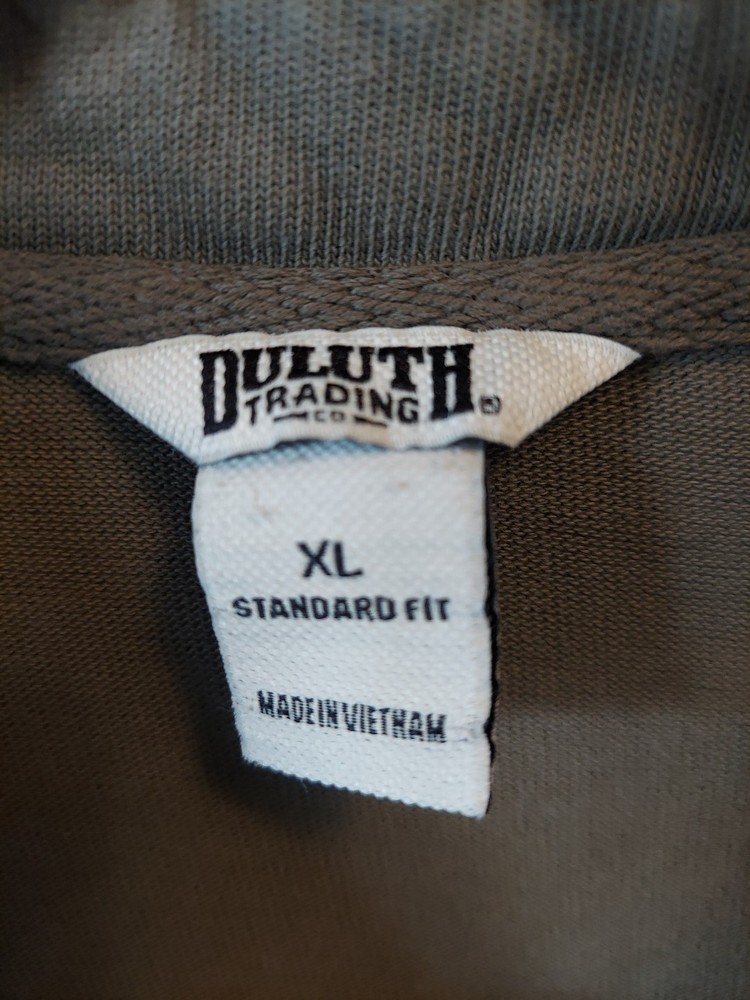 DULUTH
TRADING
CO
®
XL
STANDARD FIT
MADE IN VIETNAM